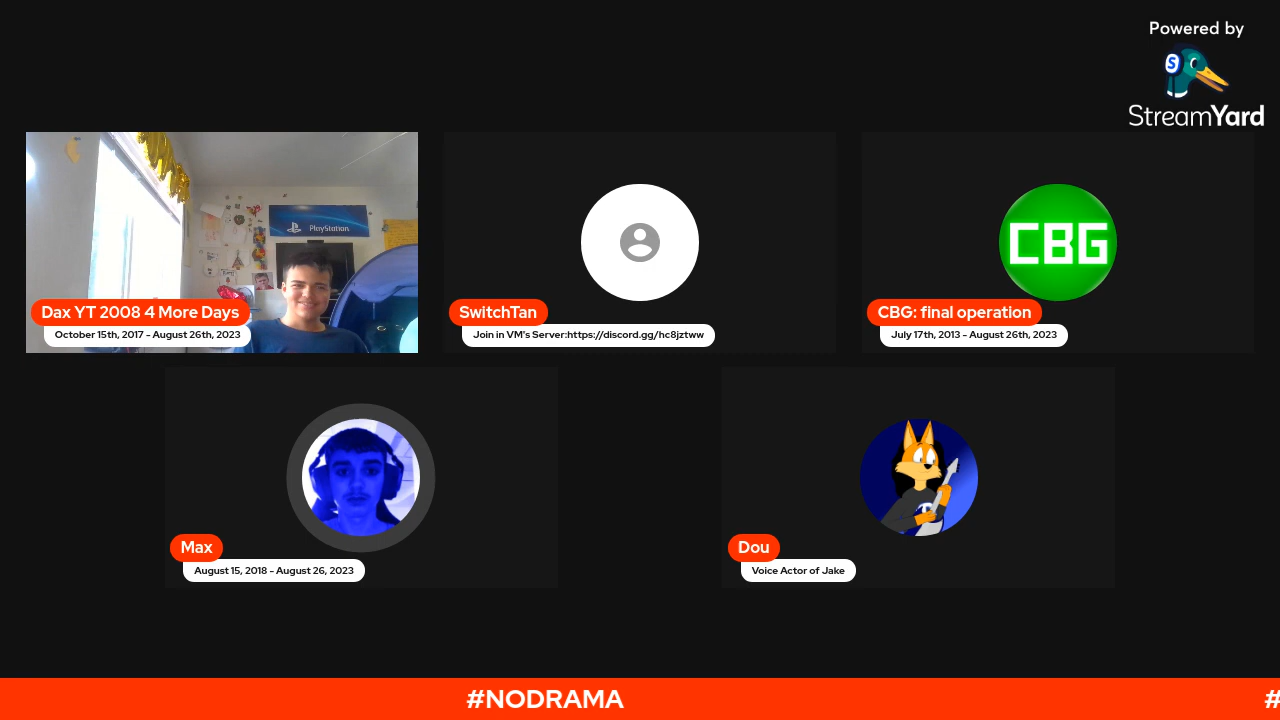 Powered by
S
StreamYard
PlayStation
CBG
Dax YT 2008 4 More Days
October 15th, 2017 - August 26th, 2023
SwitchTan
Join in VM's Server:https://discord.gg/hc8jztww
CBG: final operation
July 17th, 2013 - August 26th, 2023
Max
August 15, 2018 - August 26, 2023
Dou
Voice Actor of Jake
#NODRAMA
#